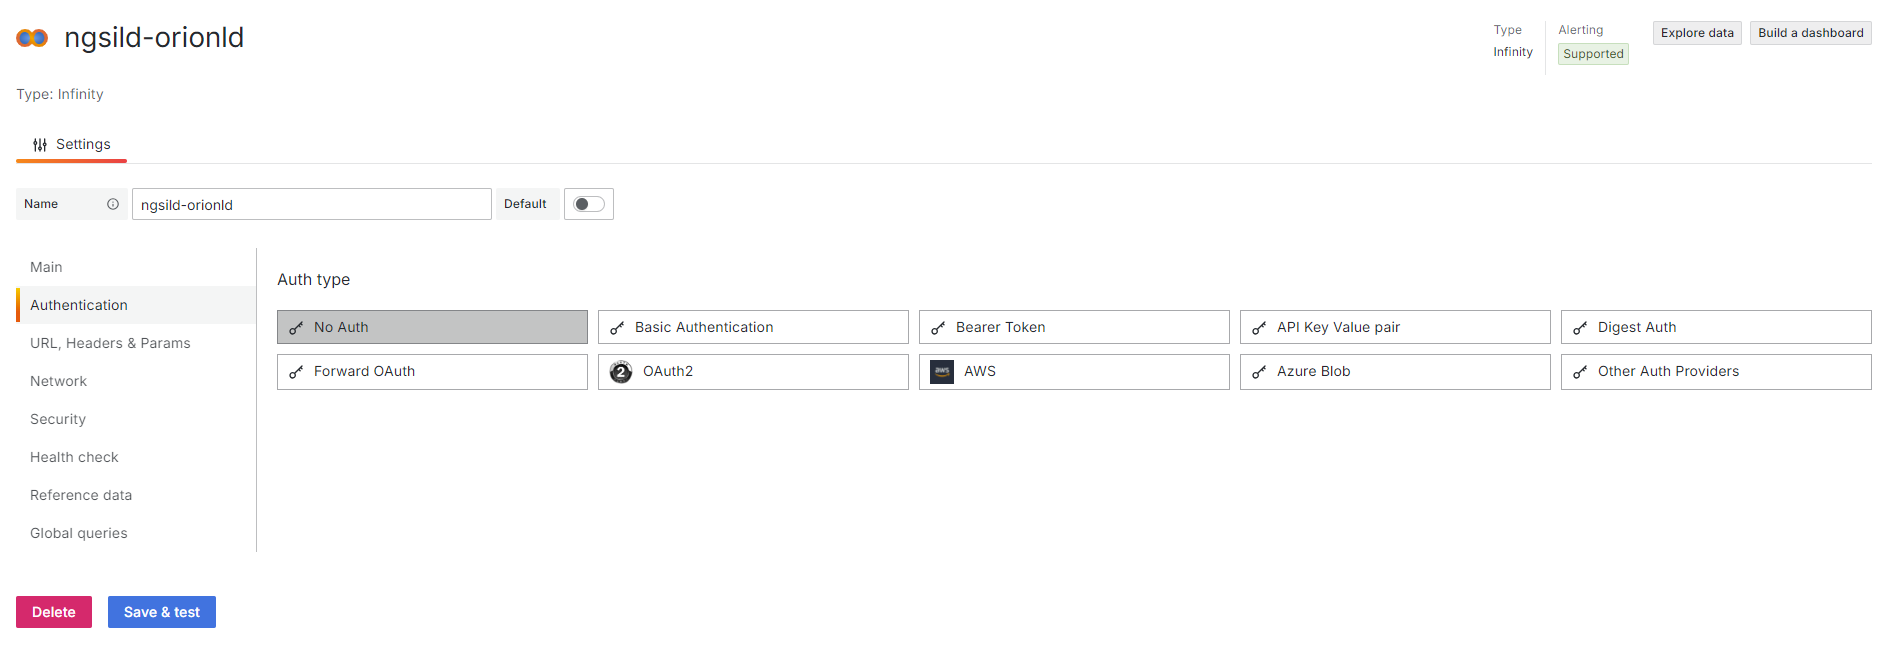 ngsild-orionld
Type
Infinity
Alerting
Supported
Explore data
Build a dashboard
Type: Infinity
Settings
Name
ngsild-orionld
Default
Main
Authentication
URL, Headers & Params
Network
Security
Health check
Reference data
Global queries
Auth type
No Auth
Basic Authentication
Bearer Token
API Key Value pair
Digest Auth
Forward OAuth
2
OAuth2
aws
AWS
Azure Blob
Other Auth Providers
Delete
Save & test